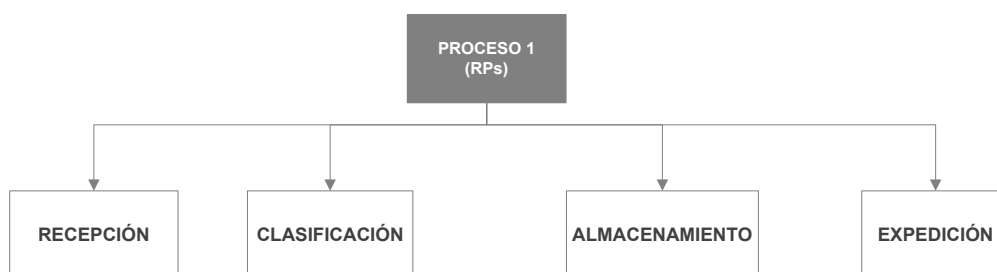 PROCESO 1
(RPs)
RECEPCIÓN
CLASIFICACIÓN
ALMACENAMIENTO
EXPEDICIÓN